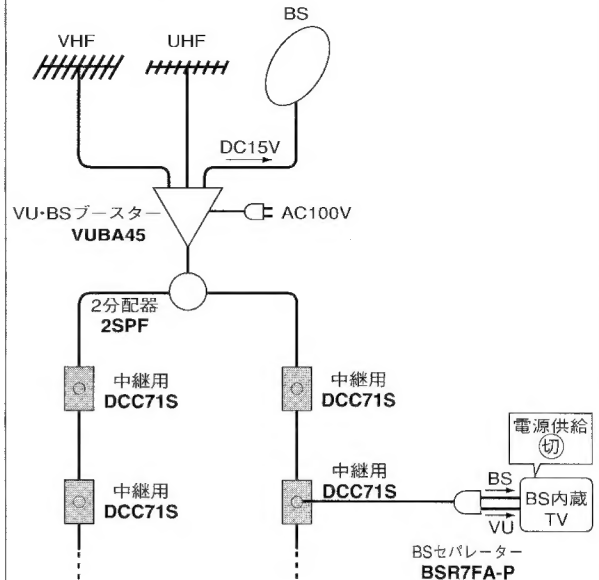 BS
VHF
UHF
DC15V
VU・BSブースター
VUBA45
AC100V
2分配器
2SPF
中継用
DCC71S
中継用
DCC71S
中継用
DCC71S
中継用
DCC71S
電源供給
切
BS
BS内蔵
TV
VU
BSセパレーター
BSR7FA-P